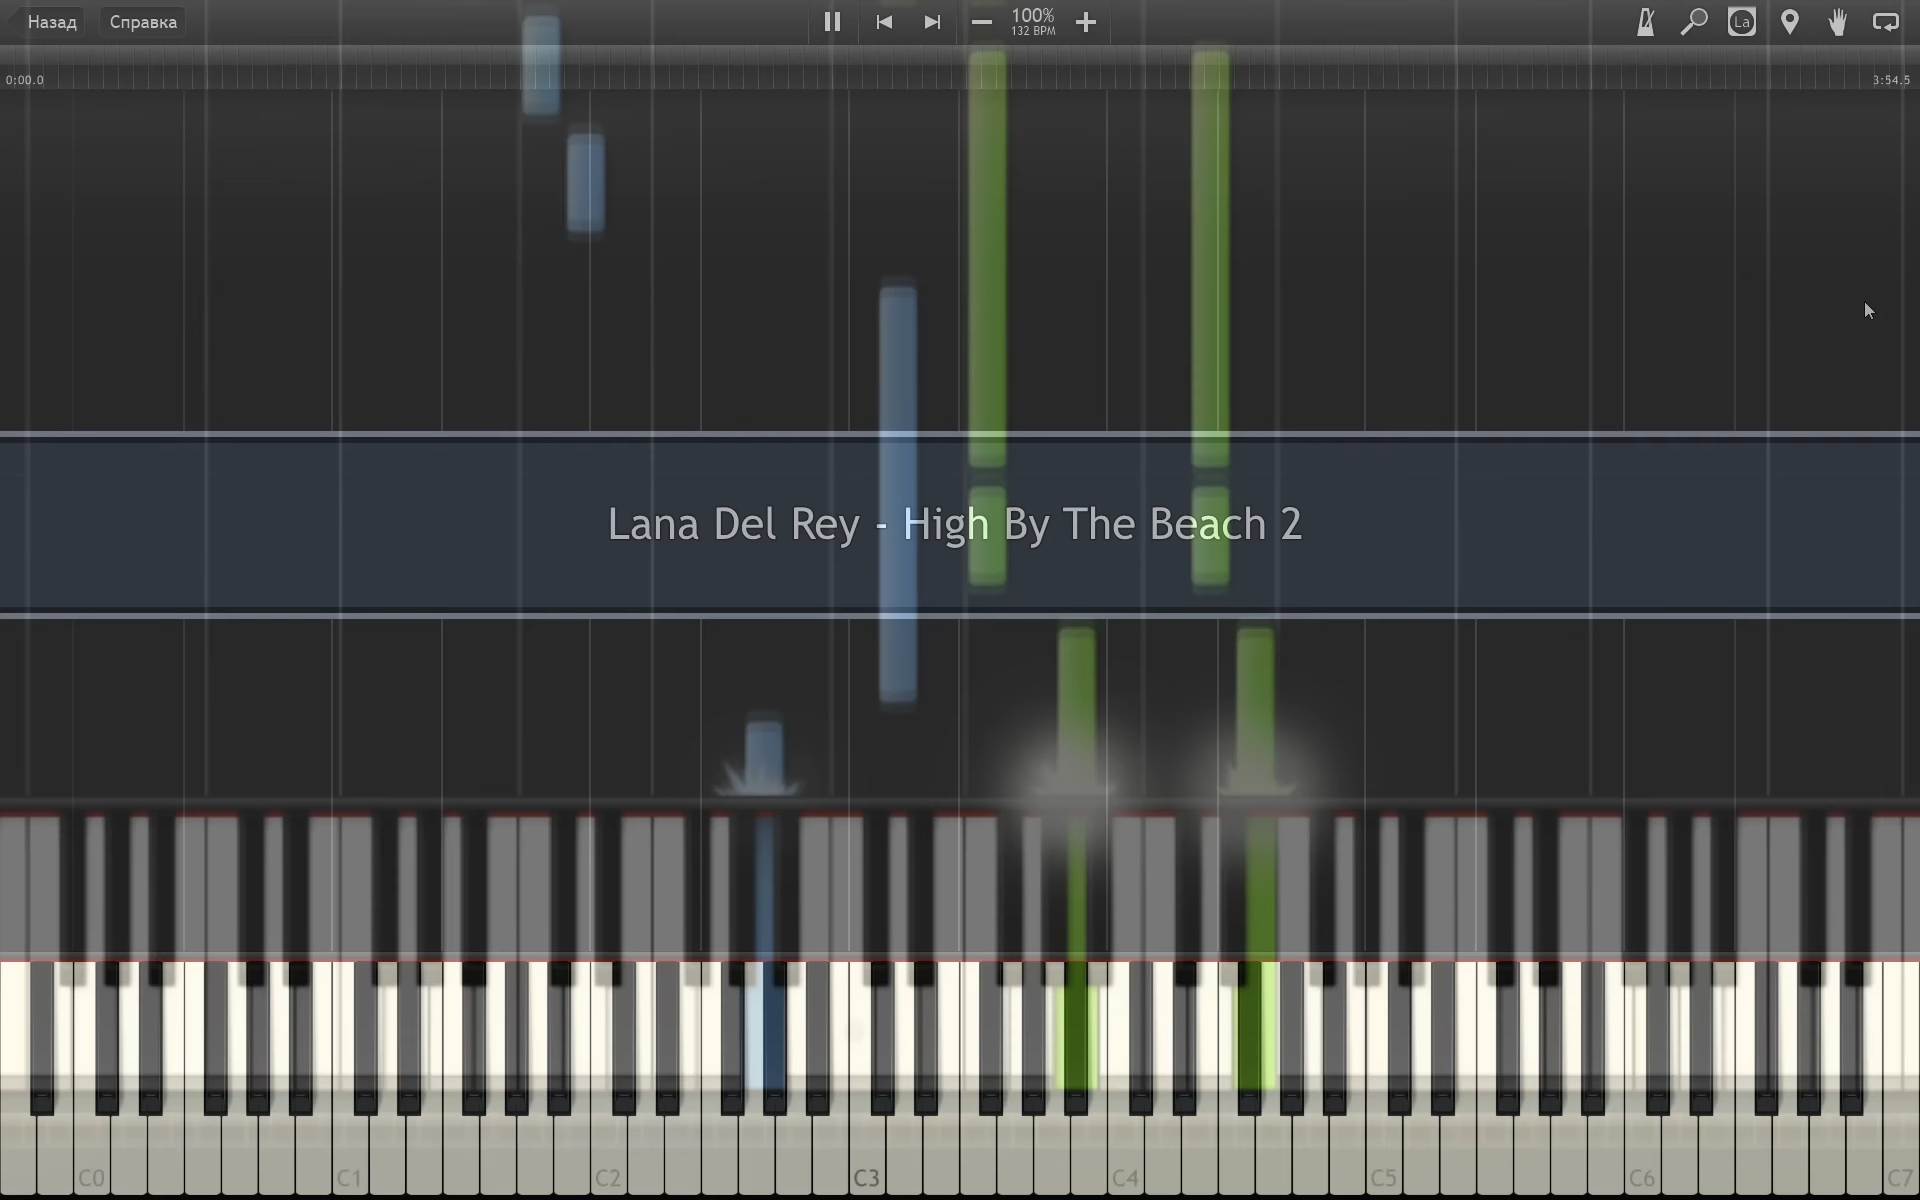 Назад Справка 100% La
132 BPM
0:00.0 3:54.5
Lana Del Rey - High By The Beach 2
C0 C1 C2 C3 C4 C5 C6 C7